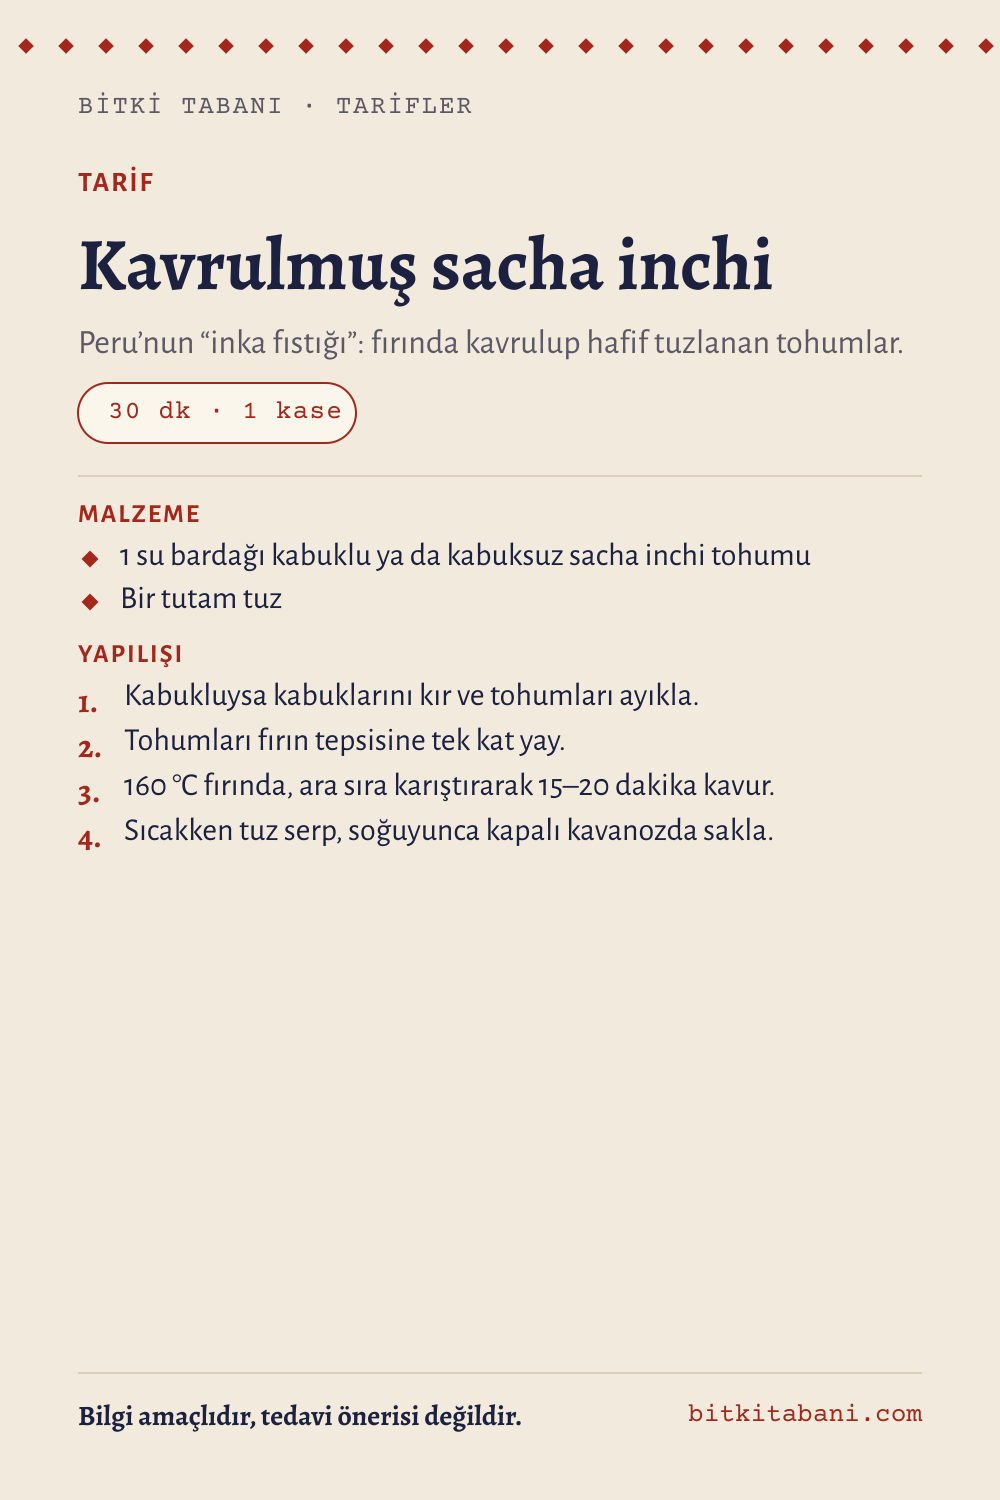 BİTKİ TABANI · TARİFLER
TARİF
Kavrulmuş sacha inchi
Peru’nun “inka fıstığı”: fırında kavrulup hafif tuzlanan tohumlar.
30 dk · 1 kase
MALZEME
◆ 1 su bardağı kabuklu ya da kabuksuz sacha inchi tohumu
◆ Bir tutam tuz
YAPILIŞI
1. Kabukluysa kabuklarını kır ve tohumları ayıkla.
2. Tohumları fırın tepsisine tek kat yay.
3. 160 °C fırında, ara sıra karıştırarak 15–20 dakika kavur.
4. Sıcakken tuz serp, soğuyunca kapalı kavanozda sakla.
Bilgi amaçlıdır, tedavi önerisi değildir.
bitkitabani.com